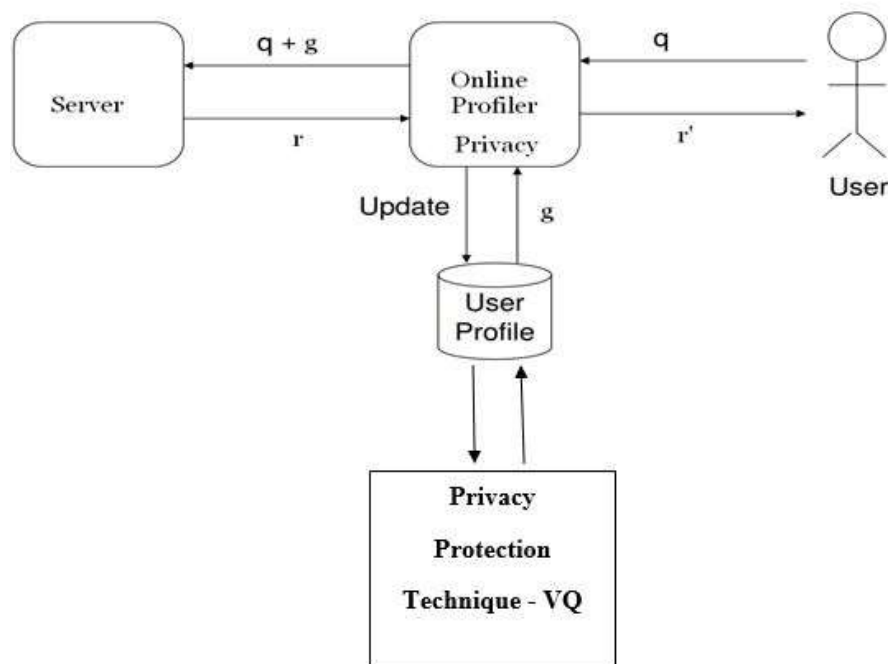 q + g
q
Server
Online
Profiler
Privacy
r
r'
User
Update
g
User
Profile
Privacy
Protection
Technique - VQ